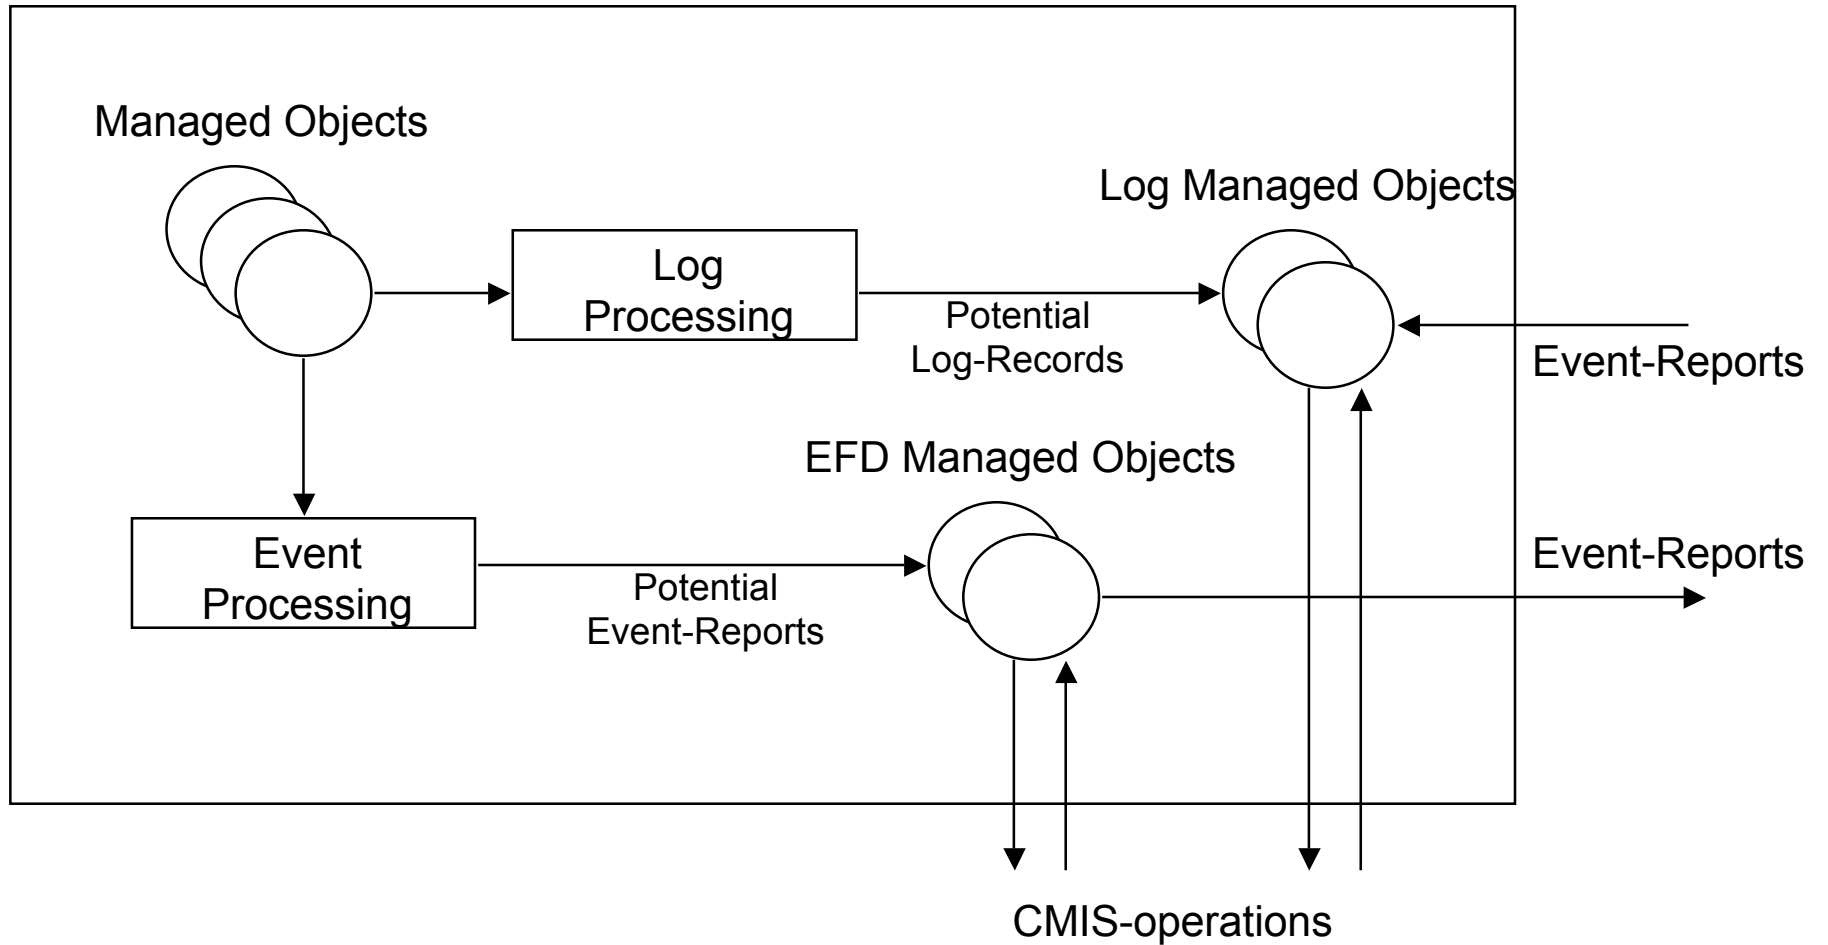 Managed Objects
Log Managed Objects
Log
Processing
Potential
Log-Records
Event-Reports
EFD Managed Objects
Event
Processing
Potential
Event-Reports
Event-Reports
CMIS-operations